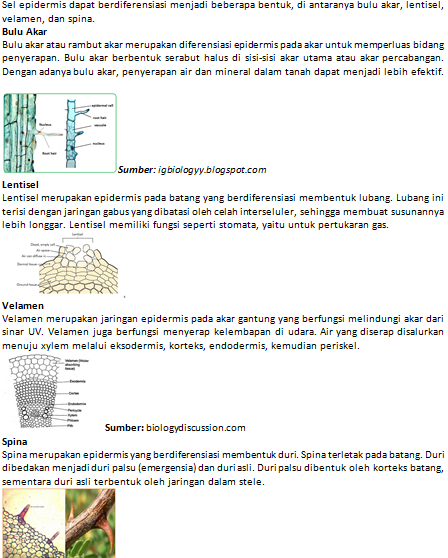 Sel epidermis dapat berdiferensiasi menjadi beberapa bentuk, di antaranya bulu akar, lentisel,
velamen, dan spina.
Bulu Akar
Bulu akar atau rambut akar merupakan diferensiasi epidermis pada akar untuk memperluas bidang
penyerapan. Bulu akar berbentuk serabut halus di sisi-sisi akar utama atau akar percabangan.
Dengan adanya bulu akar, penyerapan air dan mineral dalam tanah dapat menjadi lebih efektif.
epidermal cell
root hair
Nucleus
vacuole
nucleus
Root hair
Sumber: igbiologyy.blogspot.com
Lentisel
Lentisel merupakan epidermis pada batang yang berdiferensiasi membentuk lubang. Lubang ini
terisi dengan jaringan gabus yang dibatasi oleh celah interseluler, sehingga membuat susunannya
lebih longgar. Lentisel memiliki fungsi seperti stomata, yaitu untuk pertukaran gas.
Lenticel
Dead, empty cell
Air space
Air can diffuse in
Dermal tissue
Ground tissue
Velamen
Velamen merupakan jaringan epidermis pada akar gantung yang berfungsi melindungi akar dari
sinar UV. Velamen juga berfungsi menyerap kelembapan di udara. Air yang diserap disalurkan
menuju xylem melalui eksodermis, korteks, endodermis, kemudian periskel.
Velamen (Water
absorbing
tissue)
Exodermis
Cortex
Endodermis
Pericycle
Xylem
Phloem
Pith
Sumber: biologydiscussion.com
Spina
Spina merupakan epidermis yang berdiferensiasi membentuk duri. Spina terletak pada batang. Duri
dibedakan menjadi duri palsu (emergensia) dan duri asli. Duri palsu dibentuk oleh korteks batang,
sementara duri asli terbentuk oleh jaringan dalam stele.